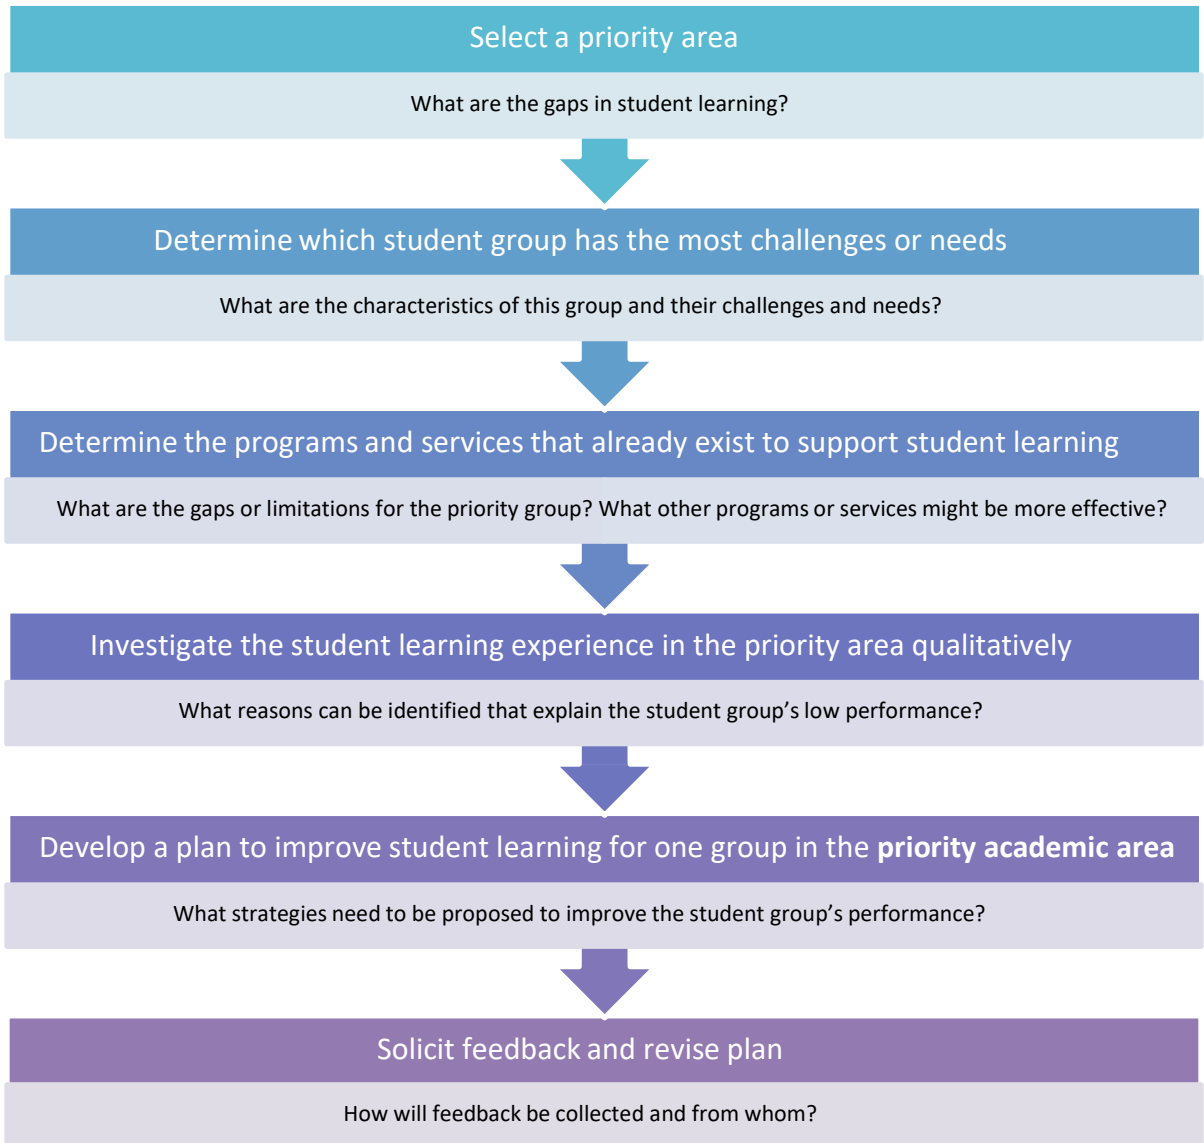 Select a priority area
What are the gaps in student learning?
Determine which student group has the most challenges or needs
What are the characteristics of this group and their challenges and needs?
Determine the programs and services that already exist to support student learning
What are the gaps or limitations for the priority group? What other programs or services might be more effective?
Investigate the student learning experience in the priority area qualitatively
What reasons can be identified that explain the student group’s low performance?
Develop a plan to improve student learning for one group in the priority academic area
What strategies need to be proposed to improve the student group’s performance?
Solicit feedback and revise plan
How will feedback be collected and from whom?